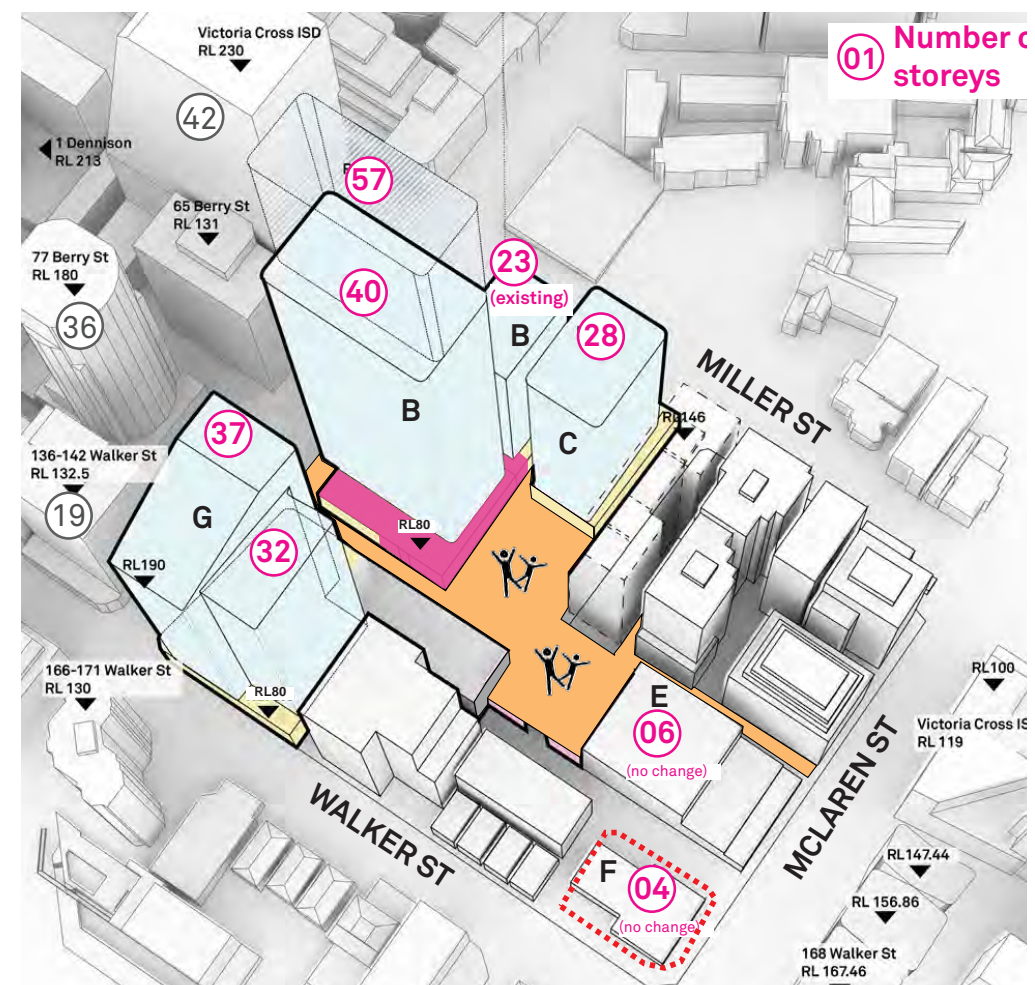 Victoria Cross ISD
RL 230
01
Number o
storeys
42
1 Dennison
RL 213
57
65 Berry St
RL 131
77 Berry St
RL 180
36
40
23
(existing)
B
28
MILLER ST
B
C
RL146
37
136-142 Walker St
RL 132.5
19
G
RL80
32
RL190
166-171 Walker St
RL 130
RL80
E
06
(no change)
RL100
Victoria Cross IS
RL 119
WALKER ST
MCLAREN ST
F
04
(no change)
RL147.44
RL 156.86
168 Walker St
RL 167.46